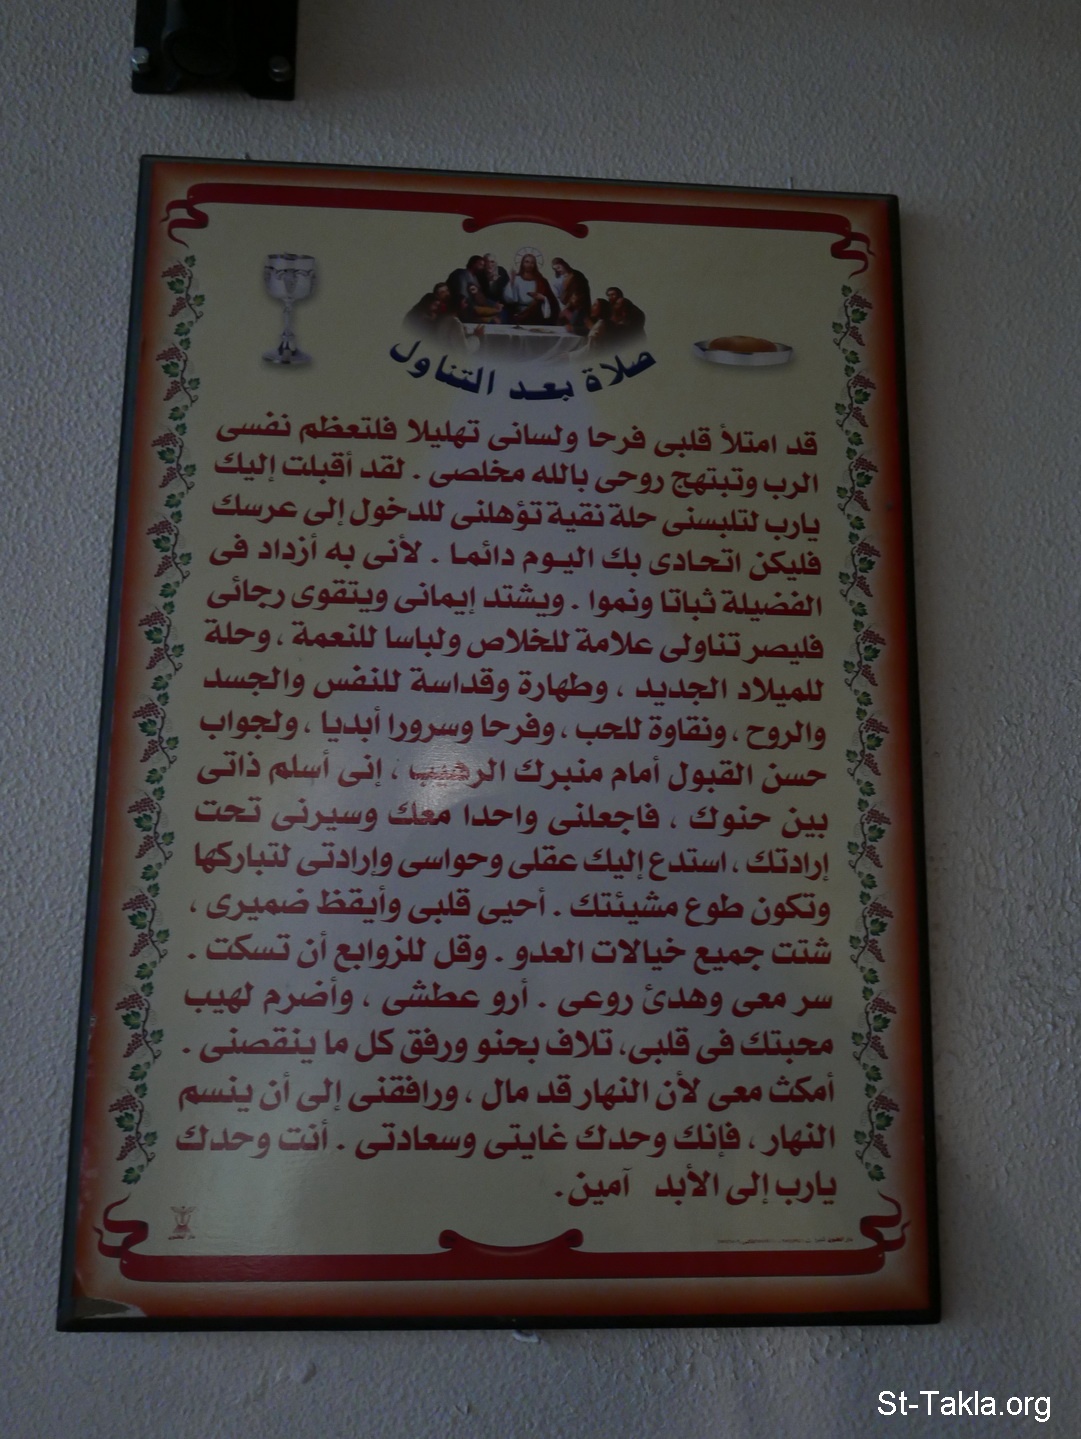 صلاة بعد التناول
قد امتلأ قلبى فرحا ولسانى تهليلا فلتعظم نفسى
الرب وتبتهج روحى بالله مخلصى . لقد أقبلت إليك
يارب لتلبسنى حلة نقية تؤهلنى للدخول إلى عرسك
فليكن اتحادى بك اليوم دائما . لأنى به أزداد فى
الفضيلة ثباتا ونموا . ويشتد إيمانى ويتقوى رجائى
فليصر تناولى علامة للخلاص ولباسا للنعمة ، وحلة
للميلاد الجديد ، وطهارة وقداسة للنفس والجسد
والروح ، ونقاوة للحب ، وفرحا وسرورا أبديا ، ولجواب
حسن القبول أمام منبرك الرهيب ، إنى أسلم ذاتى
بين حنوك ، فاجعلنى واحدا معك وسيرنى تحت
إرادتك ، استدع إليك عقلى وحواسى وإرادتى لتباركها
وتكون طوع مشيئتك . أحيى قلبى وأيقظ ضميرى ،
شتت جميع خيالات العدو . وقل للزوابع أن تسكت .
سر معى وهدئ روعى . أرو عطشى ، وأضرم لهيب
محبتك فى قلبى، تلاف بحنو ورفق كل ما ينقصنى .
أمكث معى لأن النهار قد مال ، ورافقنى إلى أن ينسم
النهار ، فإنك وحدك غايتى وسعادتى . أنت وحدك
يارب إلى الأبد آمين.
St-Takla.org